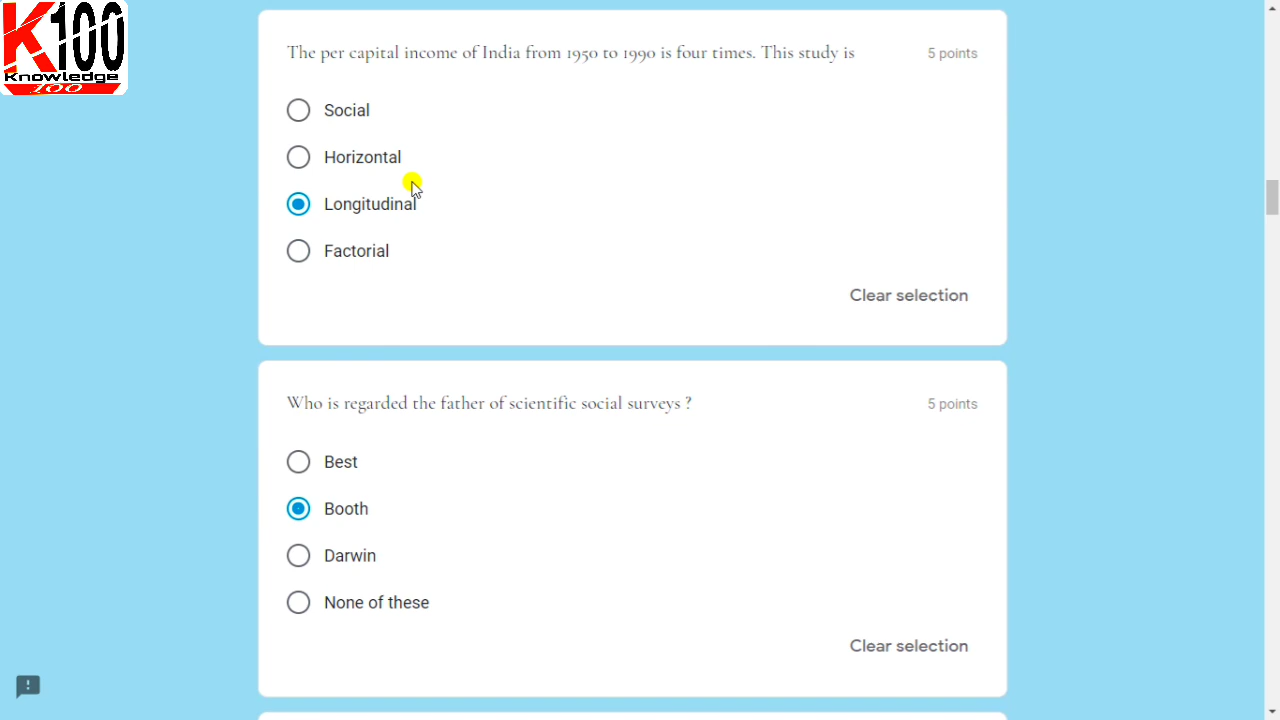 K100
Knowledge
100
The per capital income of India from 1950 to 1990 is four times. This study is
5 points
Social
Horizontal
Longitudinal
Factorial
Clear selection
Who is regarded the father of scientific social surveys ?
5 points
Best
Booth
Darwin
None of these
Clear selection